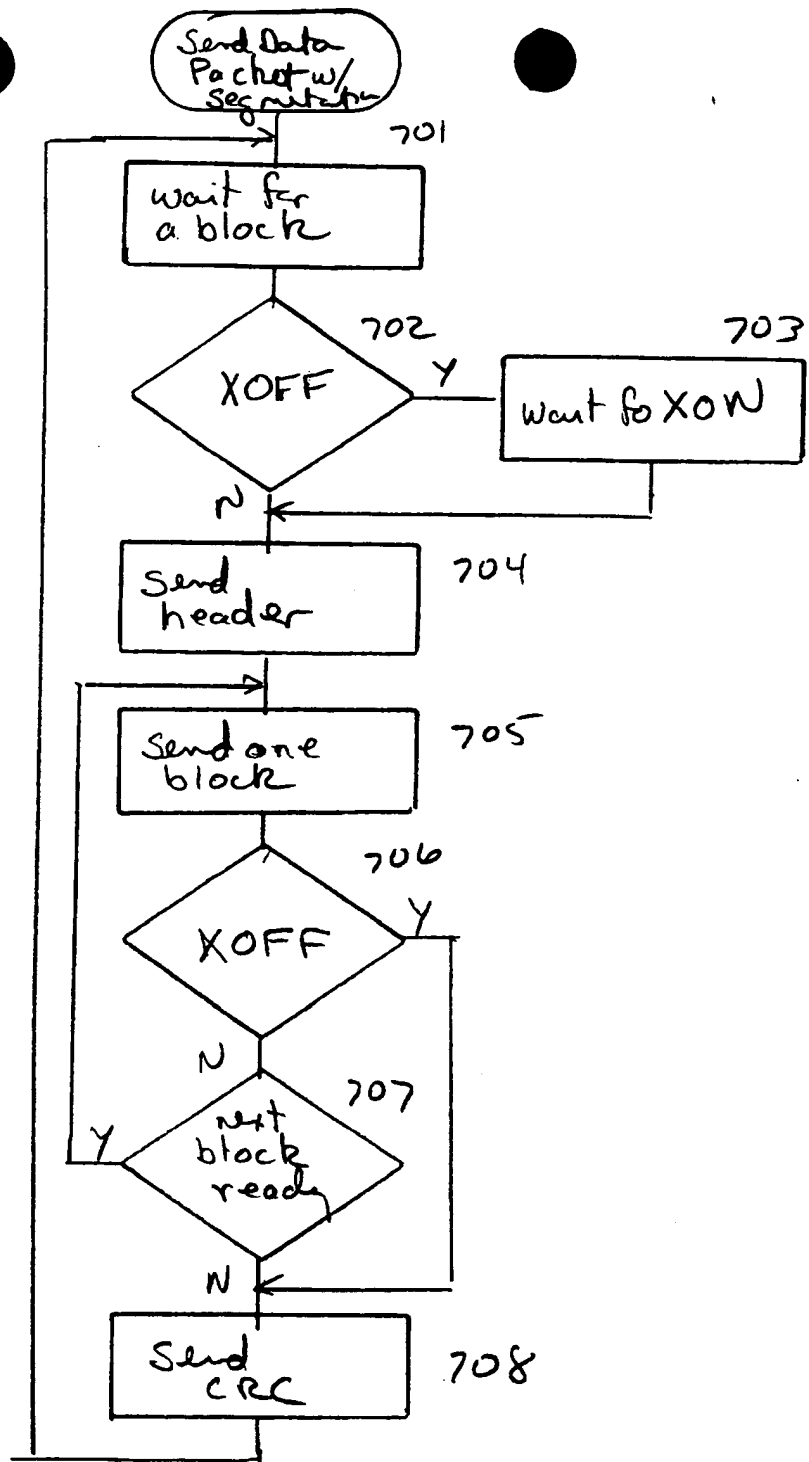 Send Data
Packet w/
Segmtation
701
wait for
a block
702
XOFF
Y
703
wait fo XON
N
704
Send
header
705
Send one
block
706
XOFF
Y
N
707
next
block
ready
Y
N
708
Send
CRC